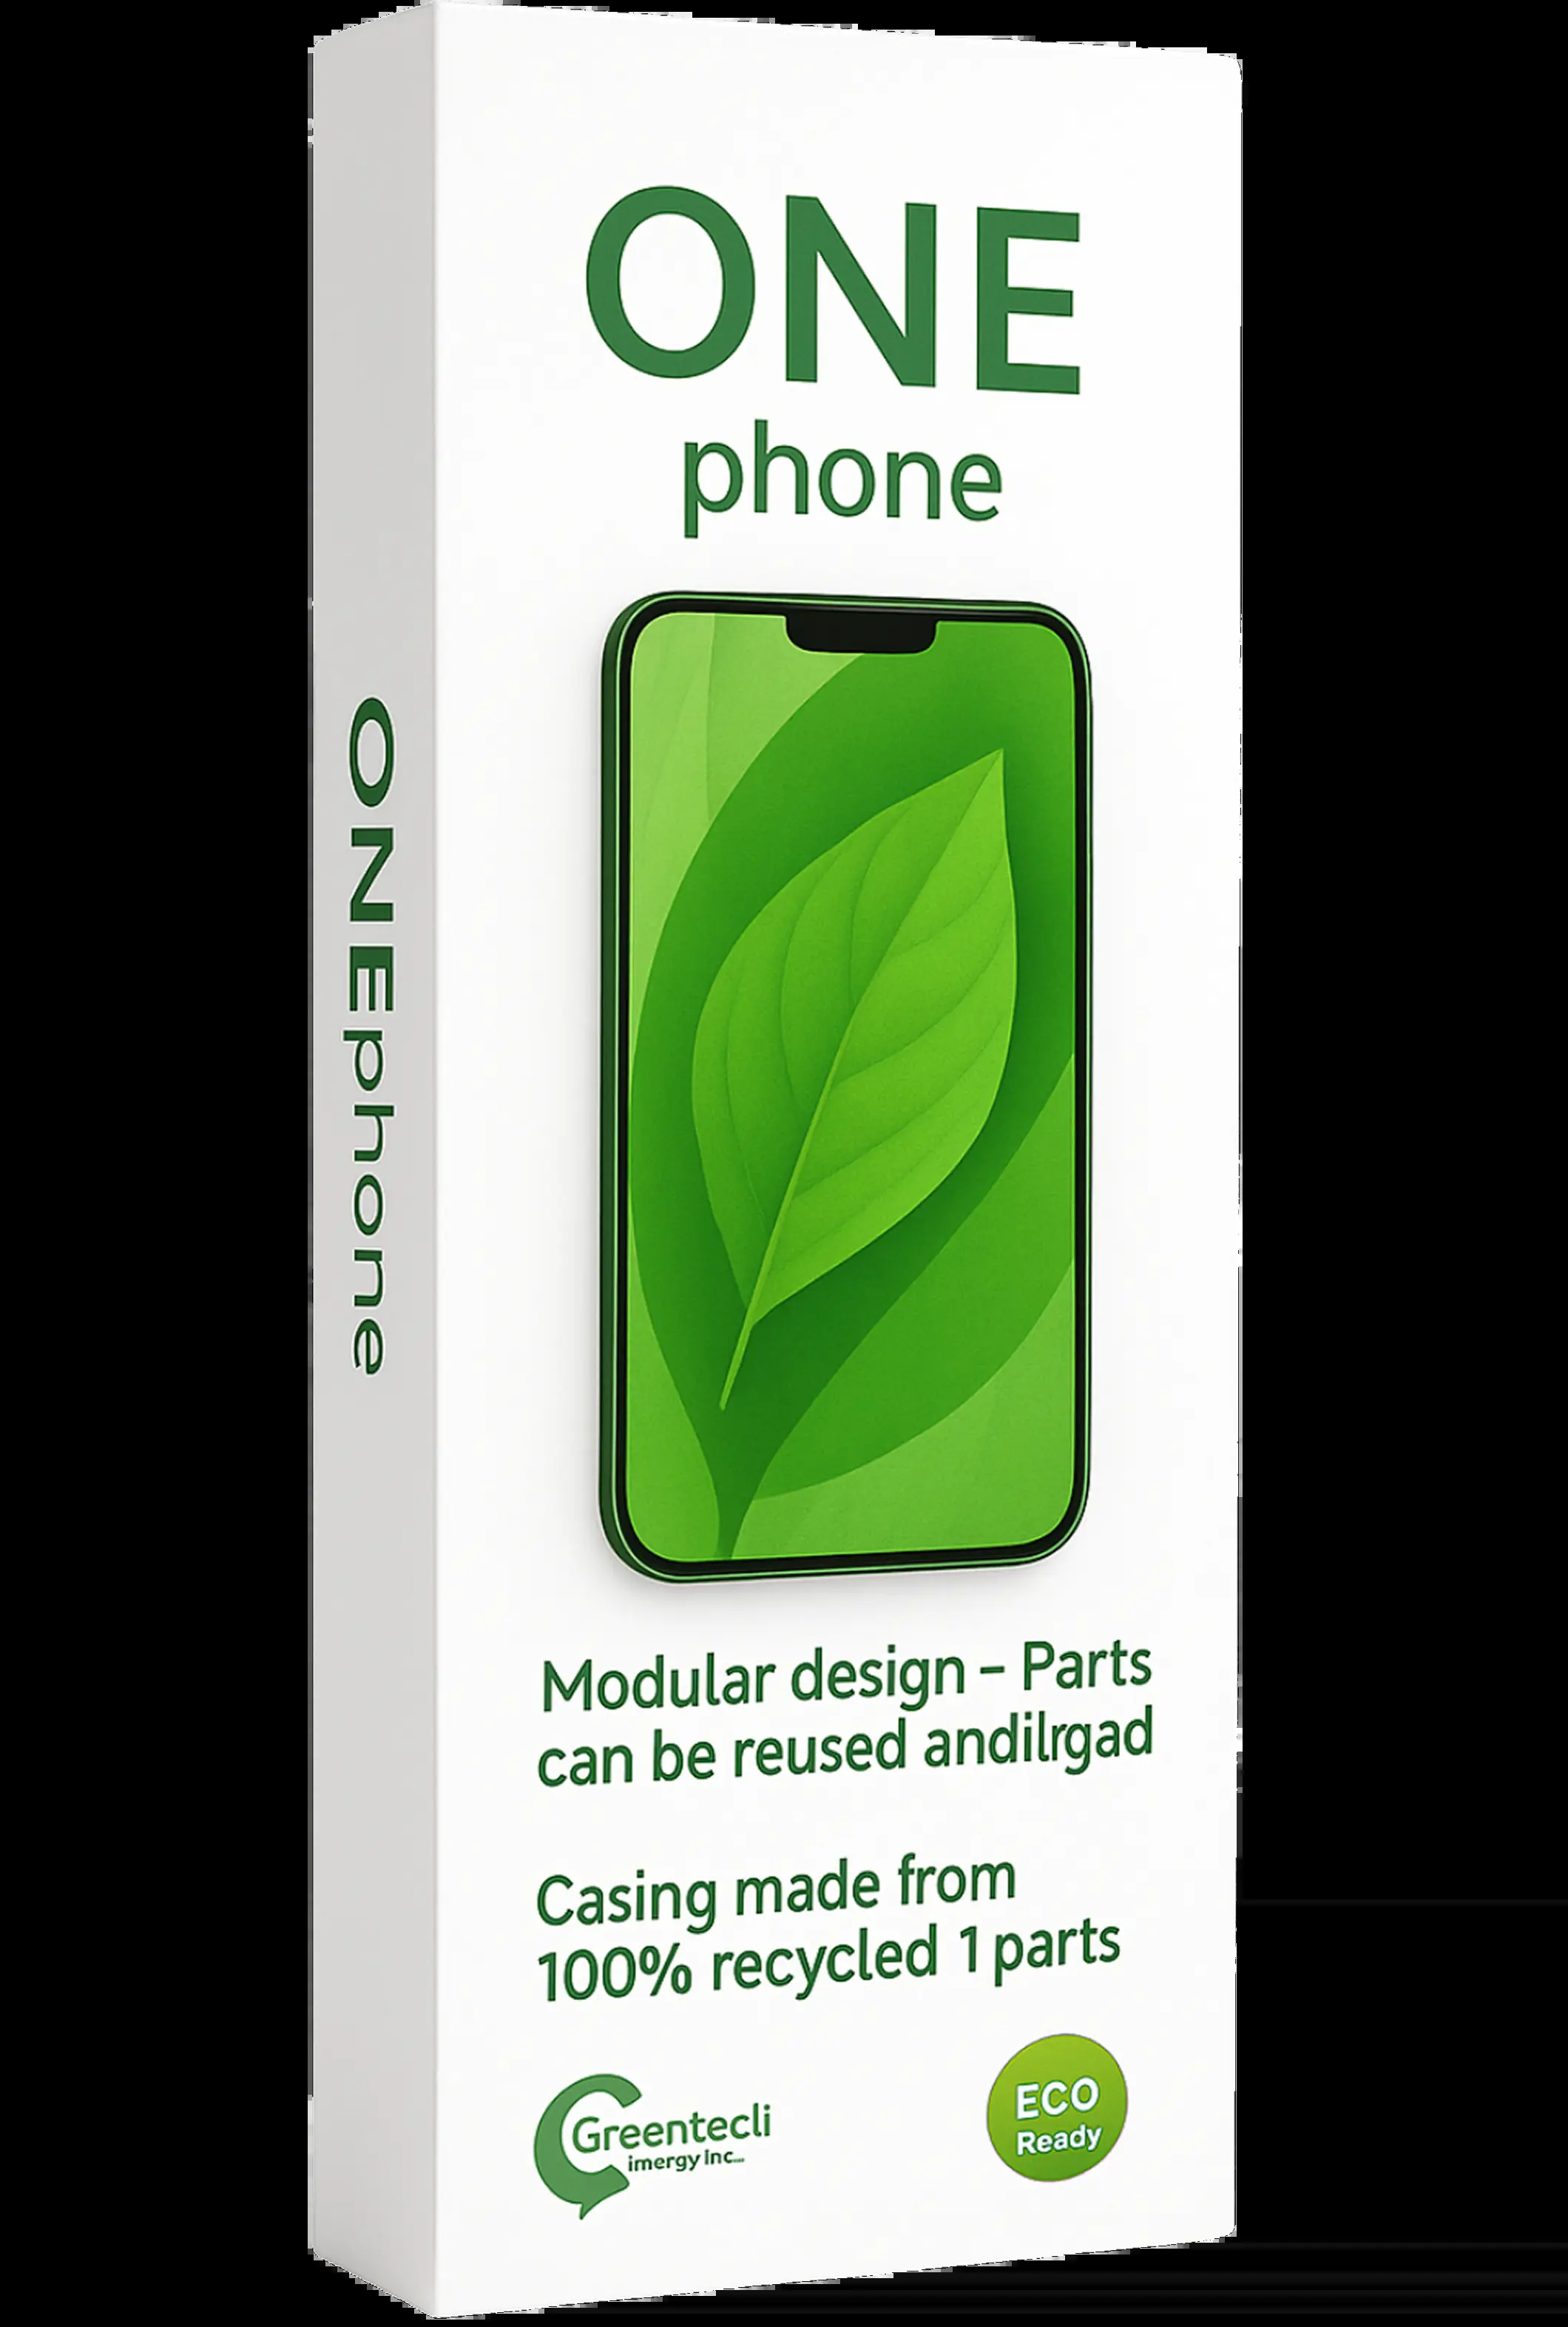 ONE
phone
ONEphone
Modular design – Parts
can be reused andilrgad
Casing made from
100% recycled 1 parts
Greentecli
imergy inc...
ECO
Ready